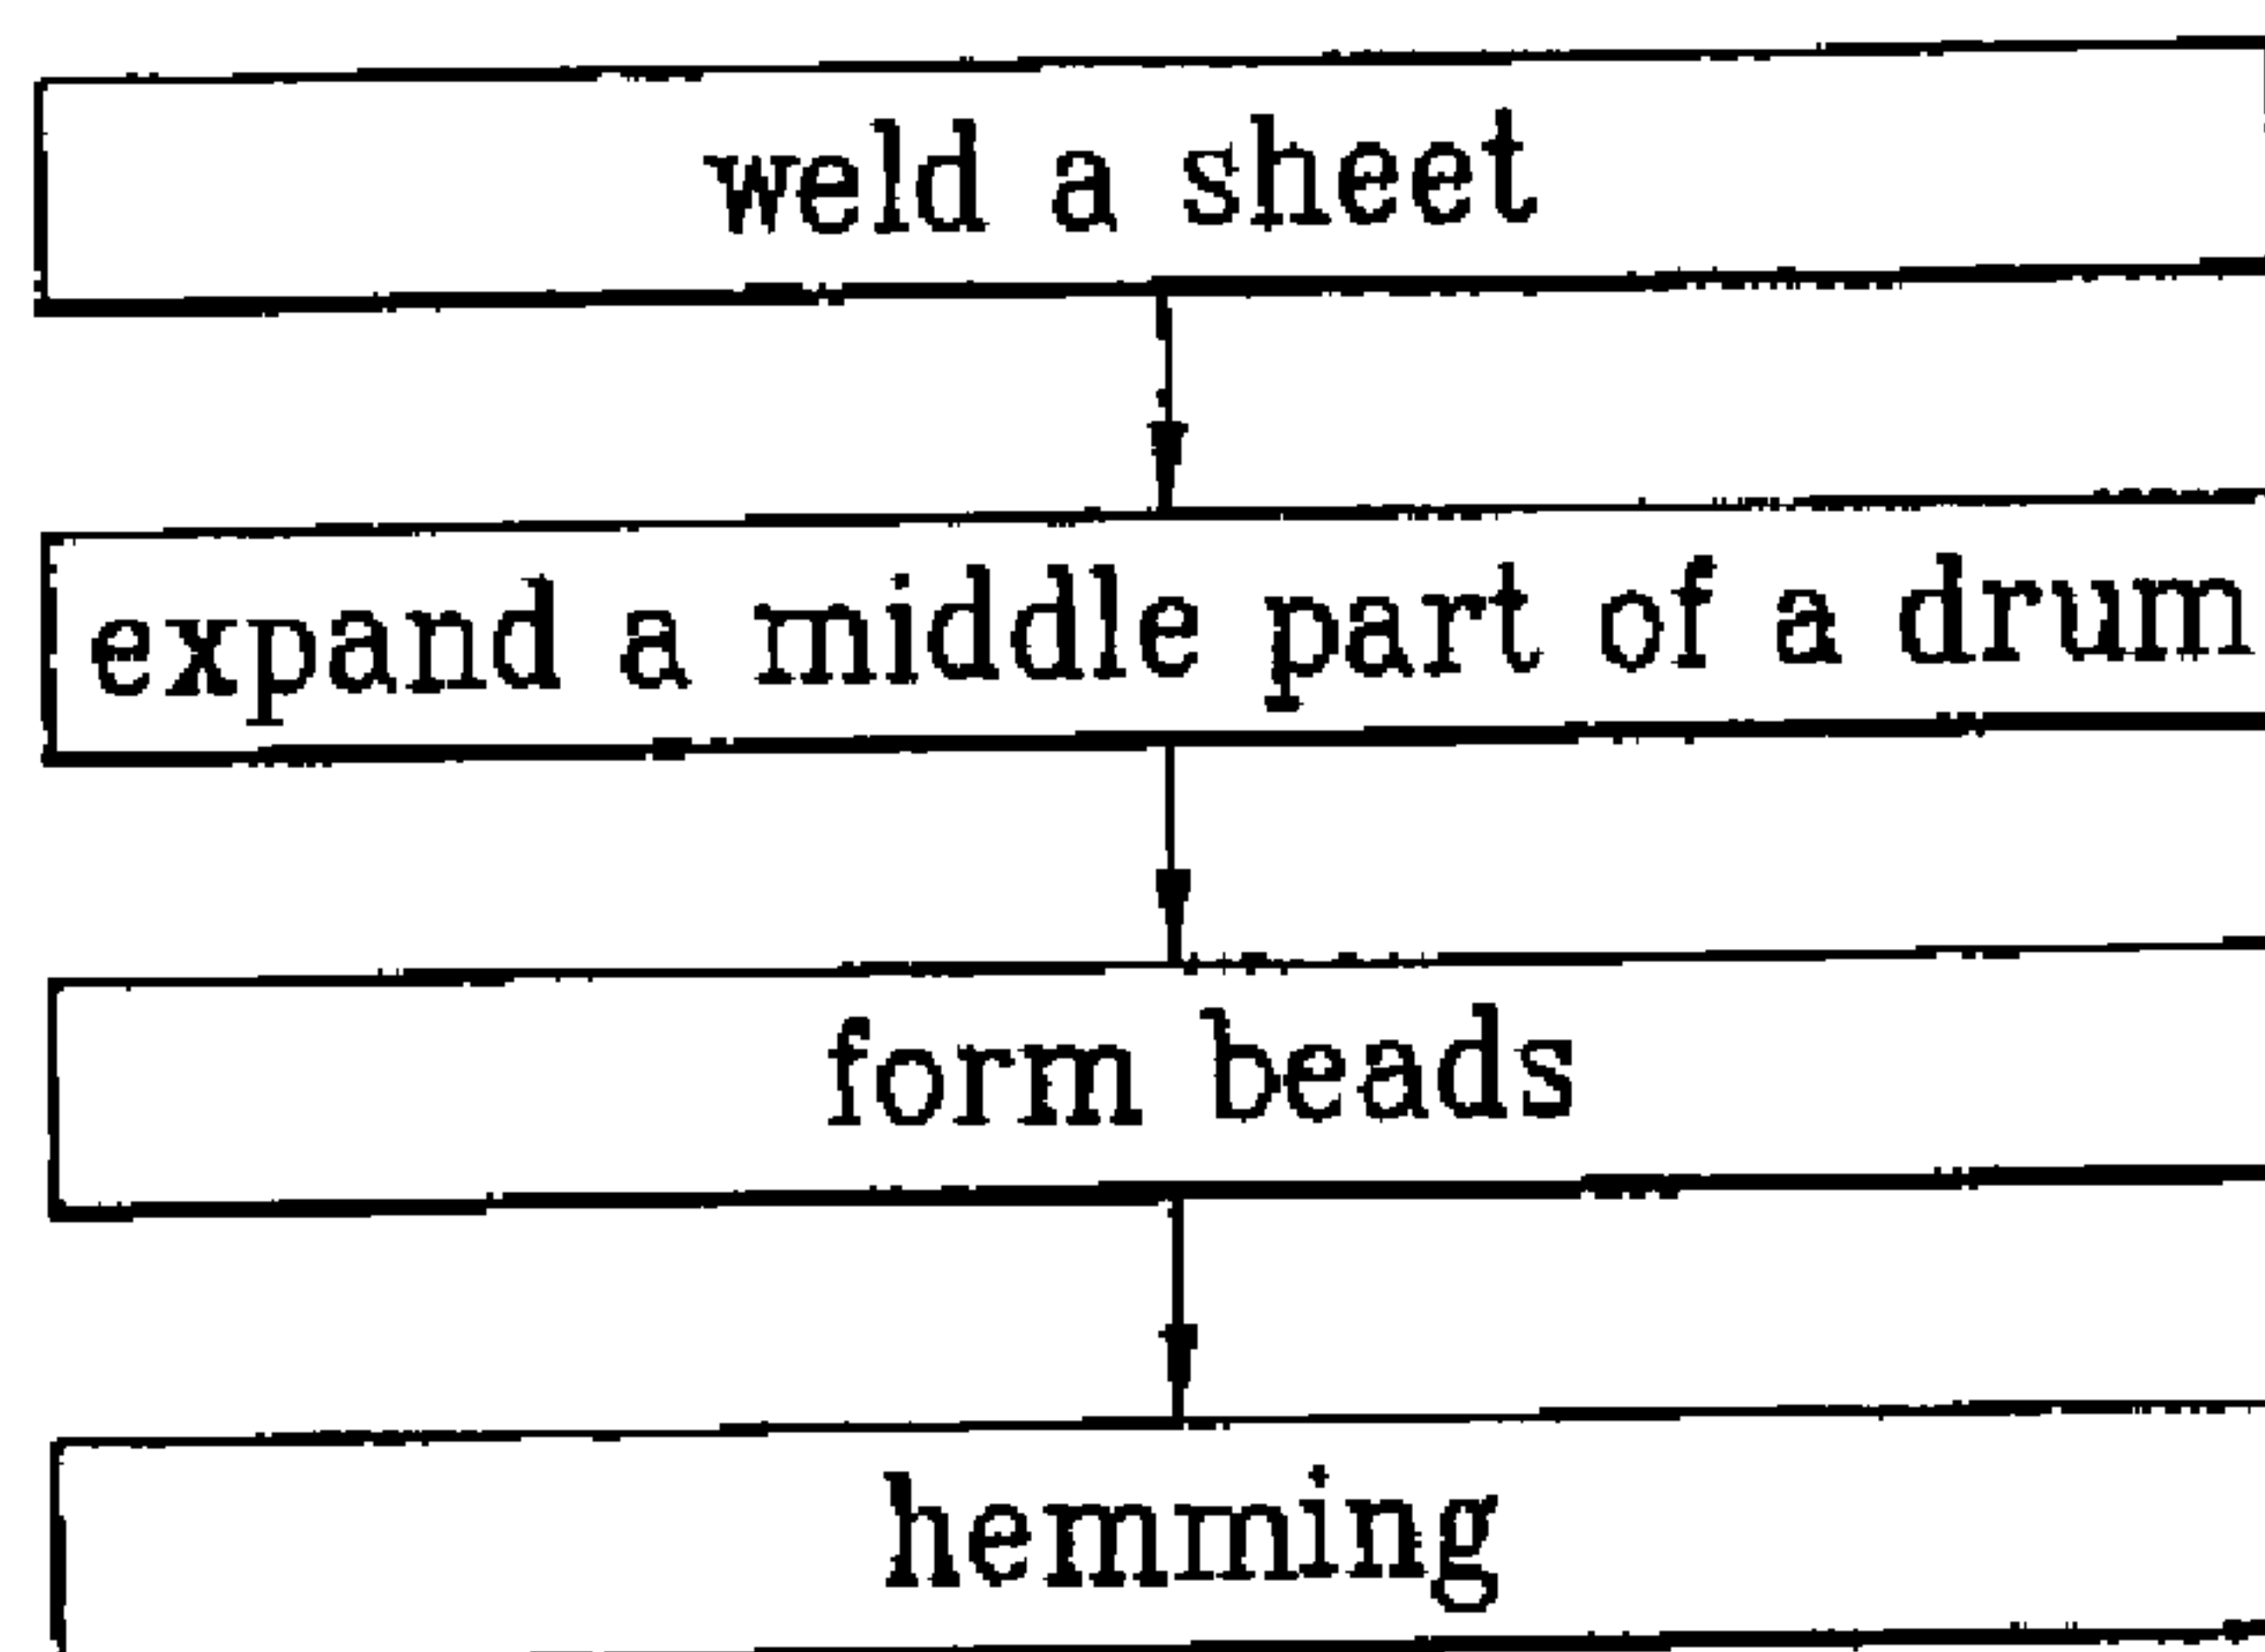 weld a sheet
expand a middle part of a drum
form beads
hemming